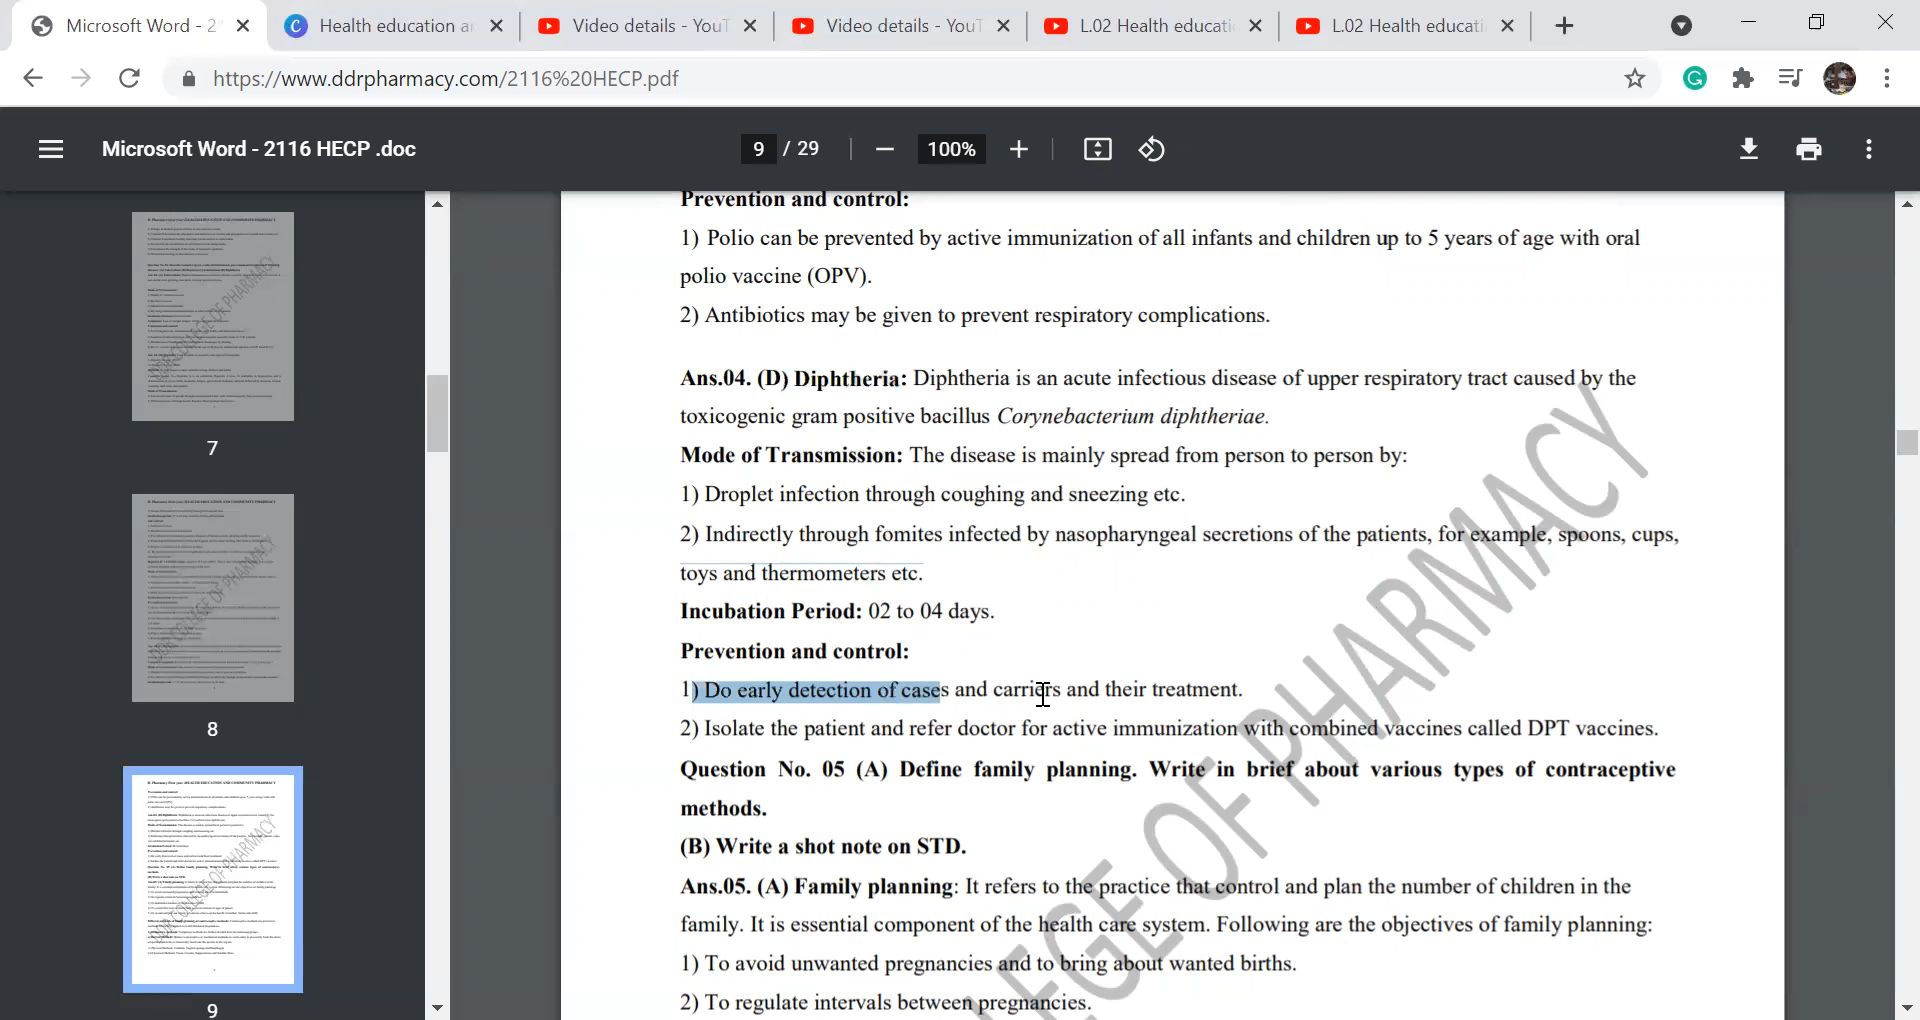 Microsoft Word - 2
Health education a
Video details - YouT
Video details - YouT
L.02 Health educati
L.02 Health educati
https://www.ddrpharmacy.com/2116%20HECP.pdf
Microsoft Word - 2116 HECP .doc
9 / 29
100%
7
8
9
Prevention and control:
1) Polio can be prevented by active immunization of all infants and children up to 5 years of age with oral
polio vaccine (OPV).
2) Antibiotics may be given to prevent respiratory complications.
Ans.04. (D) Diphtheria: Diphtheria is an acute infectious disease of upper respiratory tract caused by the
toxicogenic gram positive bacillus Corynebacterium diphtheriae.
Mode of Transmission: The disease is mainly spread from person to person by:
1) Droplet infection through coughing and sneezing etc.
2) Indirectly through fomites infected by nasopharyngeal secretions of the patients, for example, spoons, cups,
toys and thermometers etc.
Incubation Period: 02 to 04 days.
Prevention and control:
1) Do early detection of cases and carriers and their treatment.
2) Isolate the patient and refer doctor for active immunization with combined vaccines called DPT vaccines.
Question No. 05 (A) Define family planning. Write in brief about various types of contraceptive
methods.
(B) Write a shot note on STD.
Ans.05. (A) Family planning: It refers to the practice that control and plan the number of children in the
family. It is essential component of the health care system. Following are the objectives of family planning:
1) To avoid unwanted pregnancies and to bring about wanted births.
2) To regulate intervals between pregnancies.
LEGE OF PHARMACY